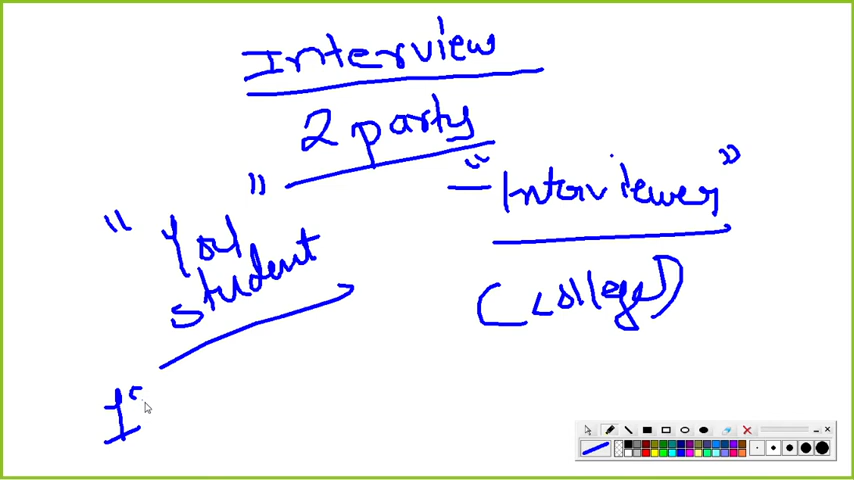 Interview
2 party
" You student "
- "Interviewer"
(college)
I